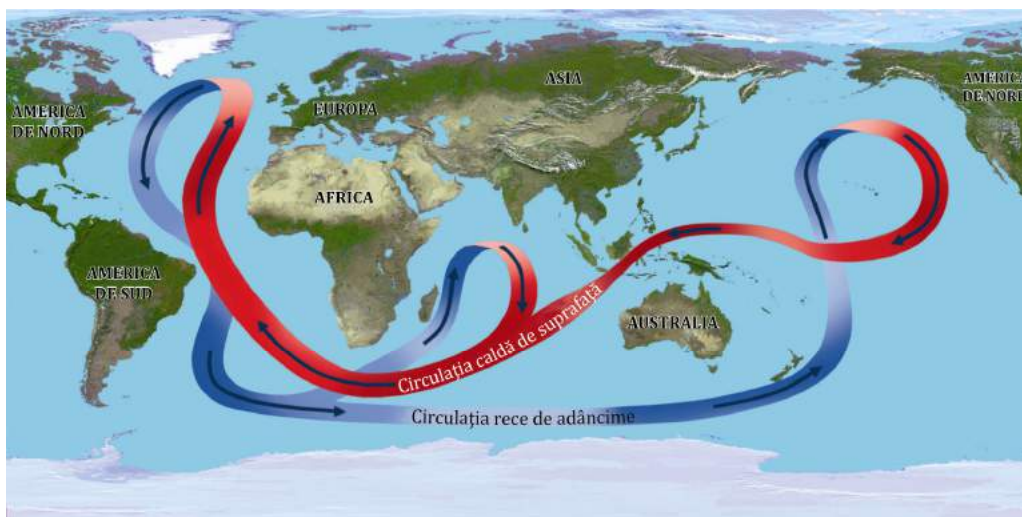 ASIA
AMERICA
DE NORD
EUROPA
AMERICA
DE NORD
AFRICA
AMERICA
DE SUD
AUSTRALIA
Circulația caldă de suprafață
Circulația rece de adâncime